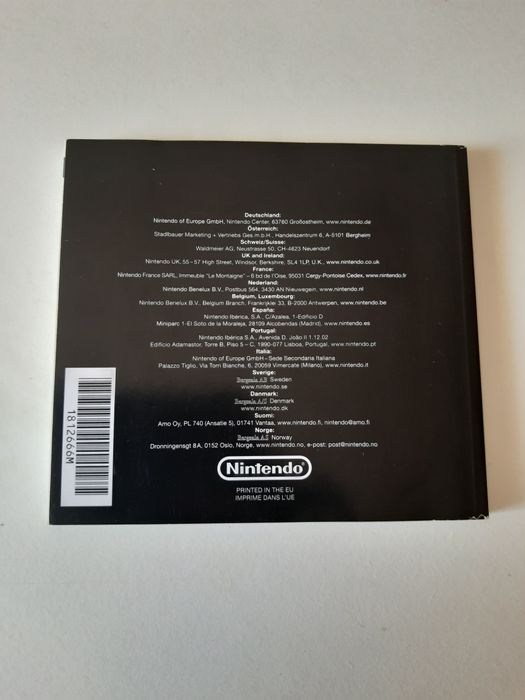 Deutschland:
Nintendo of Europe GmbH, Nintendo Center, 63760 Großostheim, www.nintendo.de
Österreich:
Stadlbauer Marketing + Vertriebs Ges.m.b.H., Handelszentrum 6, A-5101 Bergheim
Schweiz/Suisse:
Waldmeier AG, Neustrasse 50, CH-4623 Neuendorf
UK and Ireland:
Nintendo UK, 55–57 High Street, Windsor, Berkshire, SL4 1LP, U.K., www.nintendo.co.uk
France:
Nintendo France SARL, Immeuble "Le Montaigne" – 6 bd de l'Oise, 95031 Cergy-Pontoise Cedex, www.nintendo.fr
Nederland:
Nintendo Benelux B.V., Postbus 564, 3430 AN Nieuwegein, www.nintendo.nl
Belgium, Luxembourg:
Nintendo Benelux B.V., Belgium Branch, Frankrijklei 33, B-2000 Antwerpen, www.nintendo.be
España:
Nintendo Ibérica, S.A., C/Azalea, 1-Edificio D
Miniparc 1-El Soto de la Moraleja, 28109 Alcobendas (Madrid), www.nintendo.es
Portugal:
Nintendo Ibérica, S.A., Avenida D. João II 1.12.02
Edifício Adamastor, Torre B, Piso 5 – C, 1990-077 Lisboa, Portugal, www.nintendo.pt
Italia:
Nintendo of Europe GmbH – Sede Secondaria Italiana
Palazzo Tiglio, Via Torri Bianche, 6, 20059 Vimercate (Milano), www.nintendo.it
Sverige:
Bergsala AB Sweden
www.nintendo.se
Danmark:
Bergsala A/S Denmark
www.nintendo.dk
Suomi:
Amo Oy, PL 740 (Ansatie 5), 01741 Vantaa, www.nintendo.fi, nintendo@amo.fi
Norge:
Bergsala AS Norway
Dronningensgt 8A, 0152 Oslo, Norge, www.nintendo.no, e-post: post@nintendo.no
Nintendo®
PRINTED IN THE EU
IMPRIMÉ DANS L'UE
1812666M